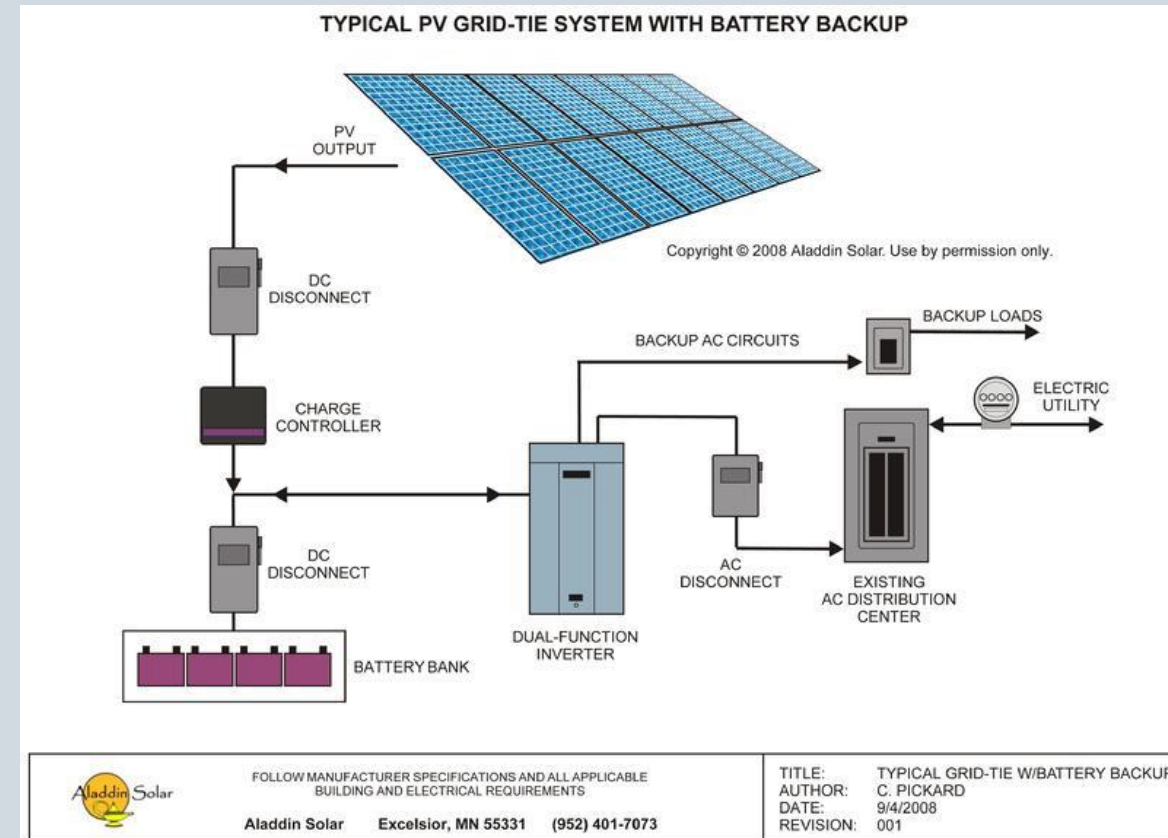 TYPICAL PV GRID-TIE SYSTEM WITH BATTERY BACKUP
PV
OUTPUT
Copyright © 2008 Aladdin Solar. Use by permission only.
DC
DISCONNECT
BACKUP LOADS
BACKUP AC CIRCUITS
ELECTRIC
UTILITY
CHARGE
CONTROLLER
DC
DISCONNECT
AC
DISCONNECT
EXISTING
AC DISTRIBUTION
CENTER
DUAL-FUNCTION
INVERTER
BATTERY BANK
Aladdin Solar
FOLLOW MANUFACTURER SPECIFICATIONS AND ALL APPLICABLE
BUILDING AND ELECTRICAL REQUIREMENTS
Aladdin Solar Excelsior, MN 55331 (952) 401-7073
TITLE: TYPICAL GRID-TIE W/BATTERY BACKUP
AUTHOR: C. PICKARD
DATE: 9/4/2008
REVISION: 001